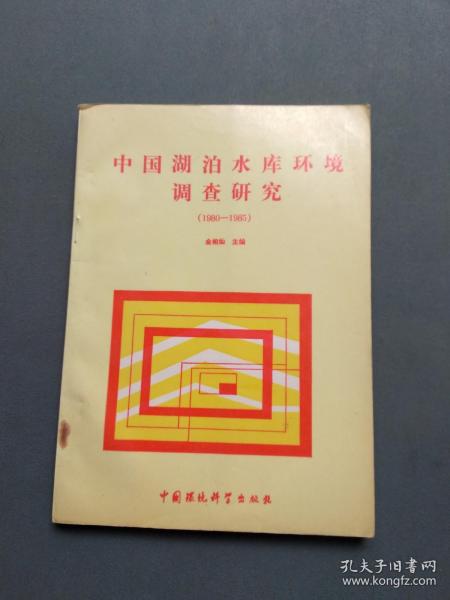 中国湖泊水库环境
调查研究
(1980—1985)
金相灿 主编
中国环境科学出版社
孔夫子旧书网
www.kongfz.com